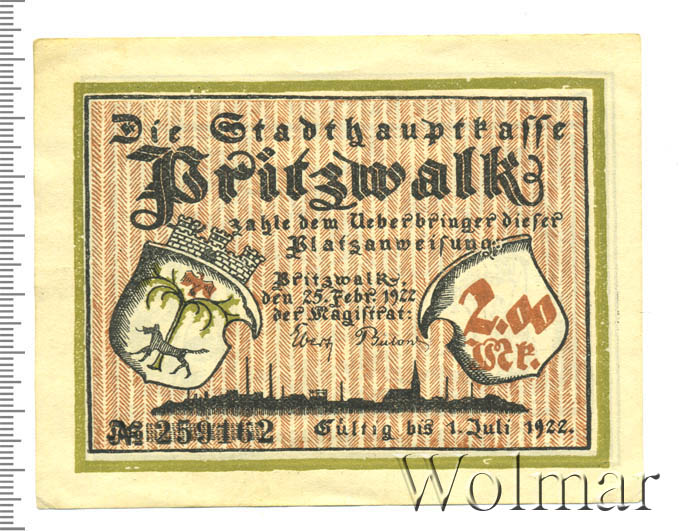 Die Stadthauptkasse
Pritzwalk
zahle dem Ueberbringer dieser
Platzanweisung:
Pritzwalk,
den 25. Febr. 1922
der Magistrat:
2.00
Mk.
№ 259162
Gültig bis 1. Juli 1922.
Wolmar